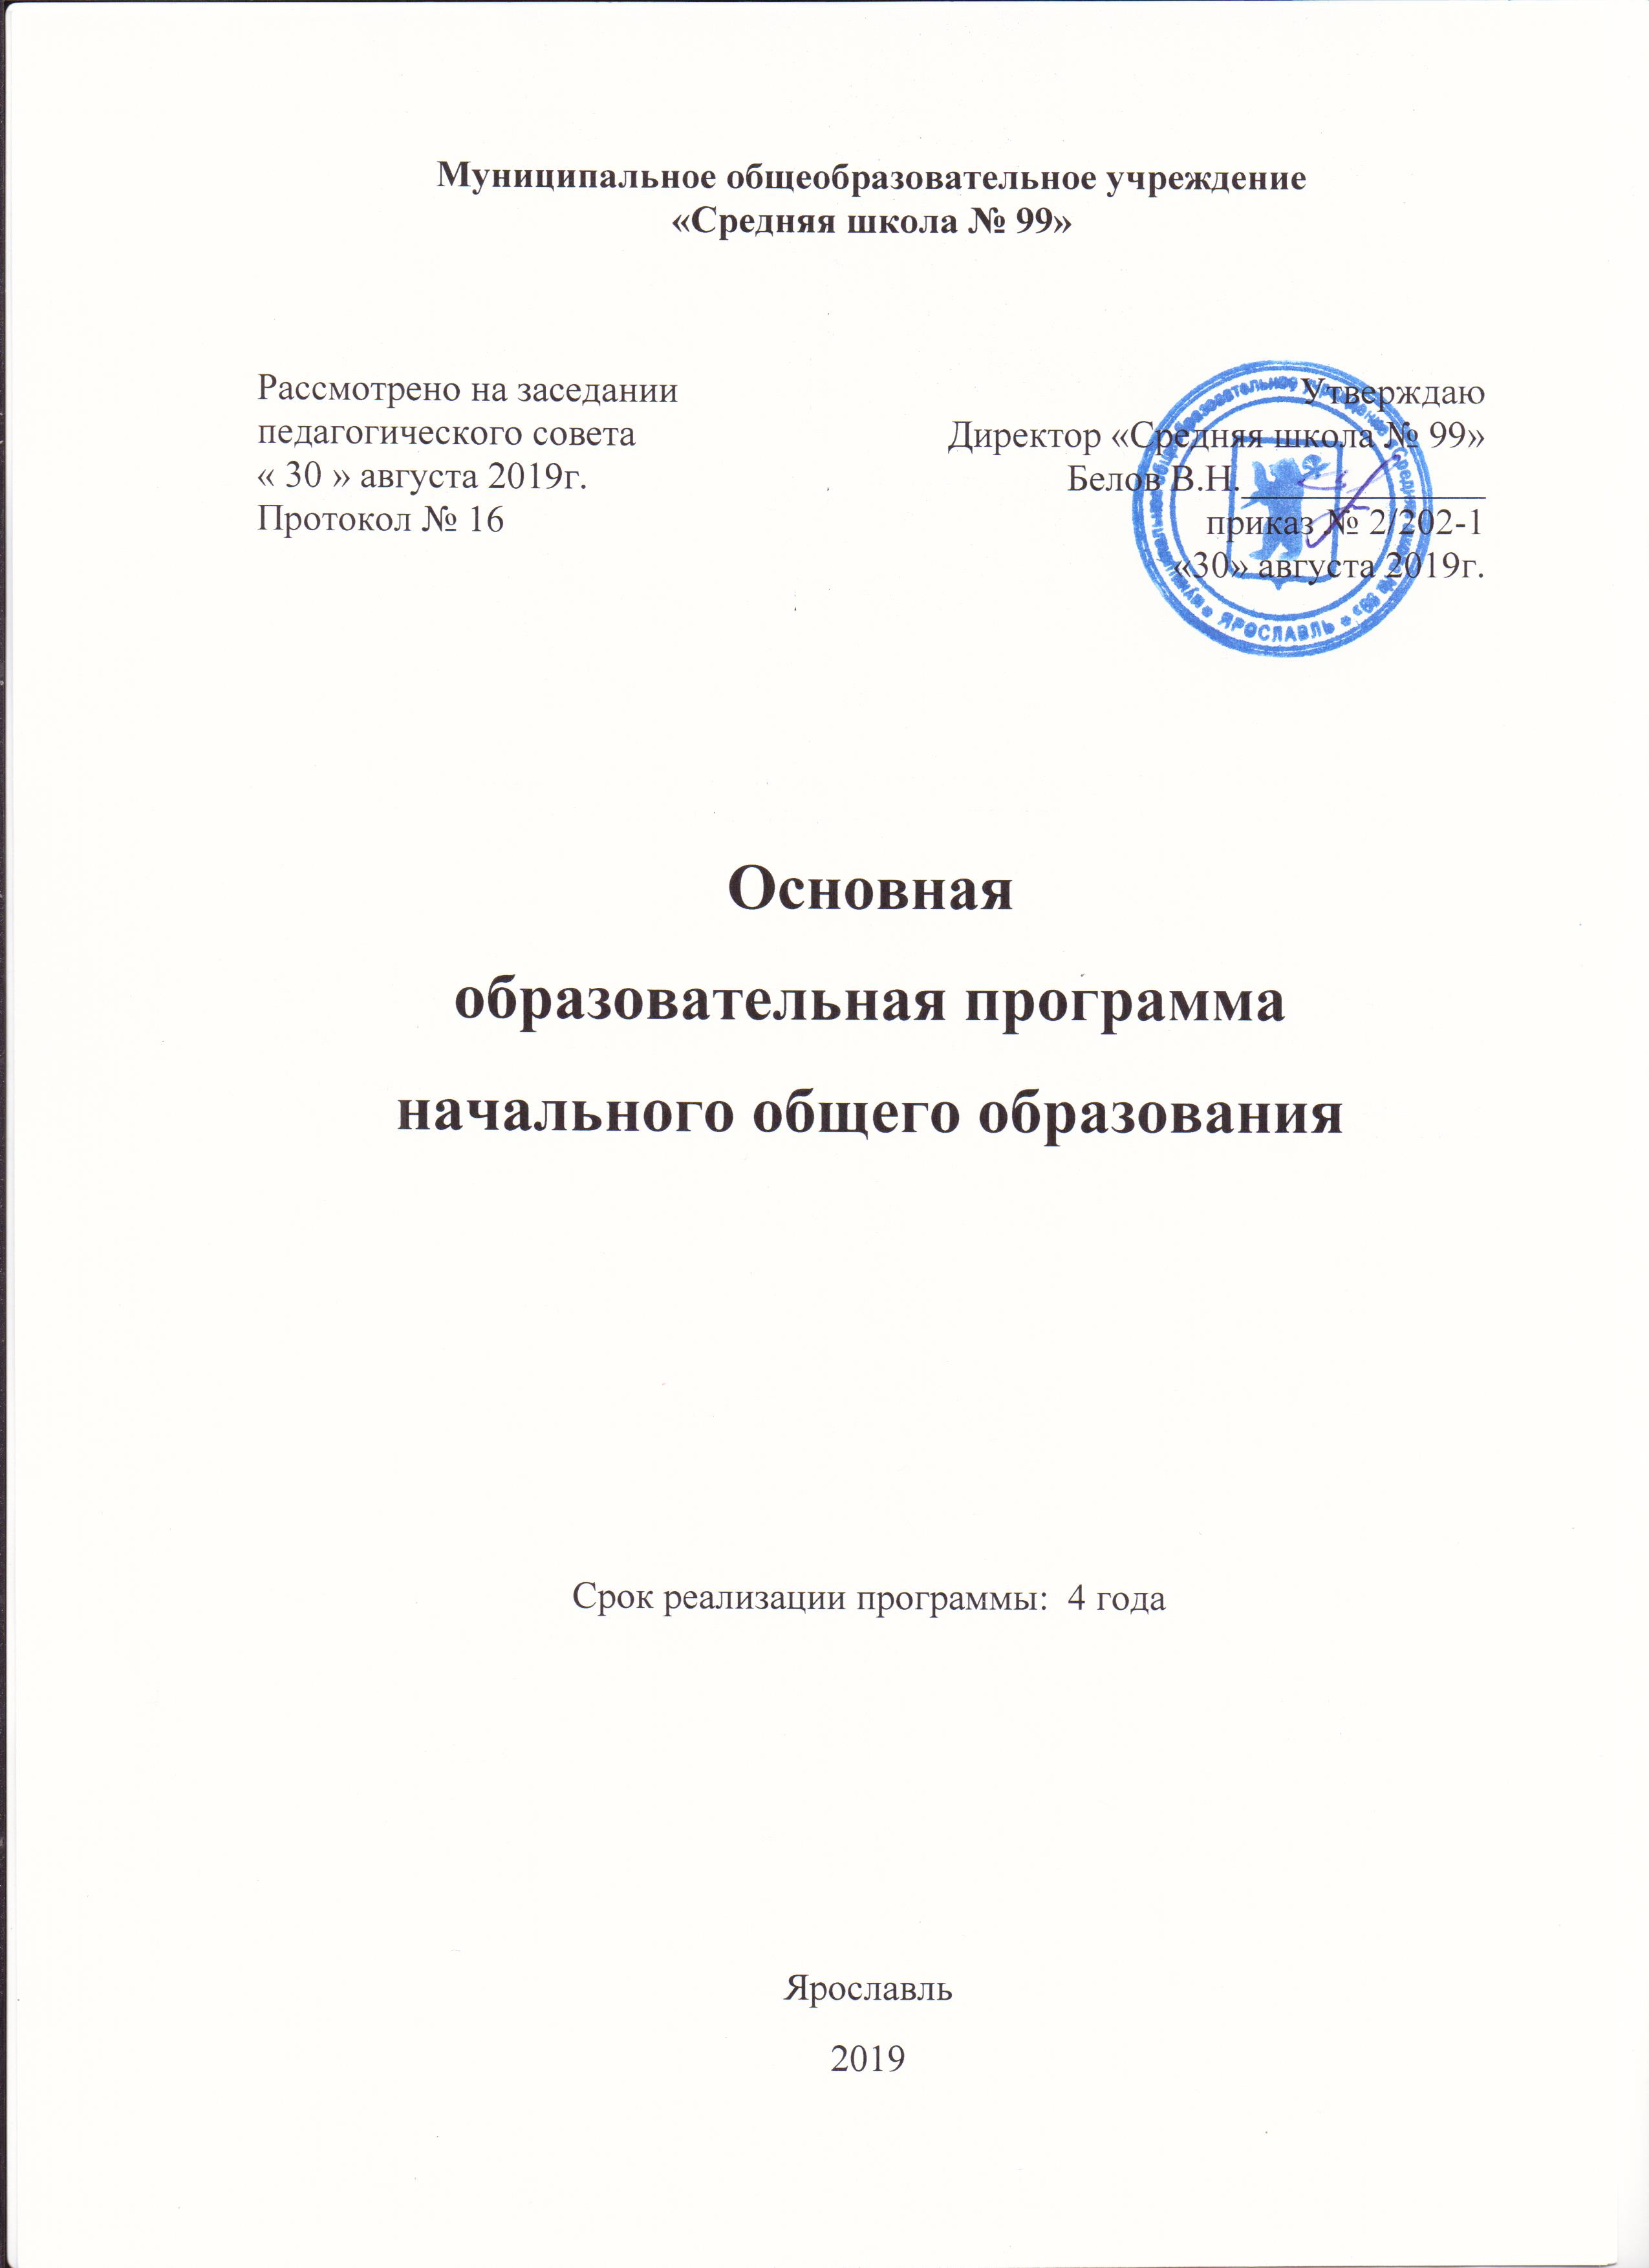 Муниципальное общеобразовательное учреждение
«Средняя школа № 99»
Рассмотрено на заседании
педагогического совета
« 30 » августа 2019г.
Протокол № 16
Утверждаю
Директор «Средняя школа № 99»
Белов В.Н._____________
приказ № 2/202-1
«30» августа 2019г.
ЯРОСЛАВЛЬ
Основная
образовательная программа
начального общего образования
Срок реализации программы:  4 года
Ярославль
2019